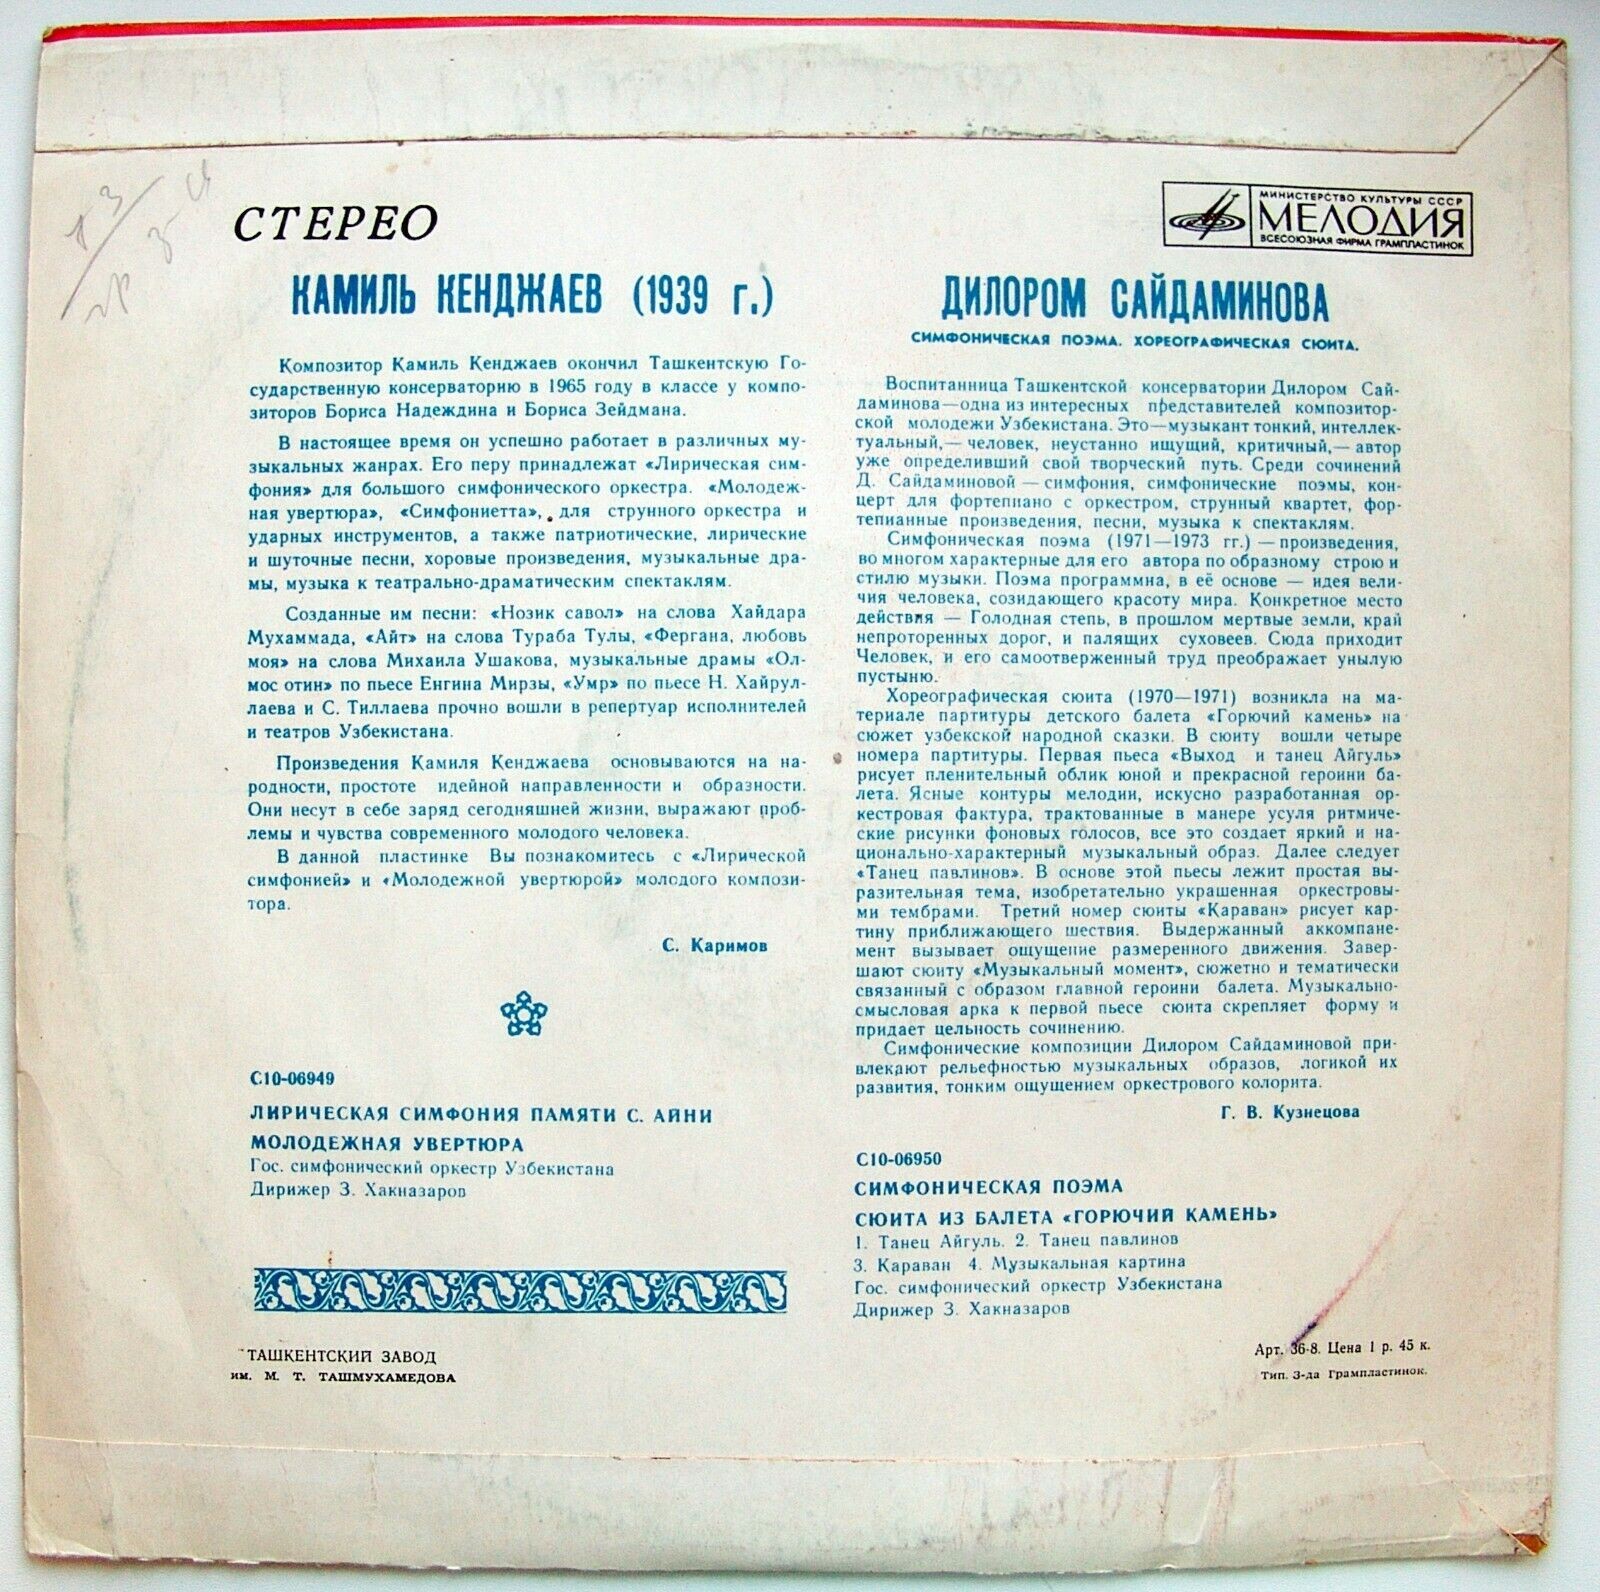 СТЕРЕО
МИНИСТЕРСТВО КУЛЬТУРЫ СССР
МЕЛОДИЯ
ВСЕСОЮЗНАЯ ФИРМА ГРАМПЛАСТИНОК
КАМИЛЬ КЕНДЖАЕВ (1939 г.)
Композитор Камиль Кенджаев окончил Ташкентскую Го-
сударственную консерваторию в 1965 году в классе у компо-
зиторов Бориса Надеждина и Бориса Зейдмана.
В настоящее время он успешно работает в различных му-
зыкальных жанрах. Его перу принадлежат «Лирическая сим-
фония» для большого симфонического оркестра. «Молодеж-
ная увертюра», «Симфониетта», для струнного оркестра и
ударных инструментов, а также патриотические, лирические
и шуточные песни, хоровые произведения, музыкальные дра-
мы, музыка к театрально-драматическим спектаклям.
Созданные им песни: «Нозик савол» на слова Хайдара
Мухаммада, «Айт» на слова Тураба Тулы, «Фергана, любовь
моя» на слова Михаила Ушакова, музыкальные драмы «Ол-
мос отин» по пьесе Енгина Мирзы, «Умр» по пьесе Н. Хайрул-
лаева и С. Тиллаева прочно вошли в репертуар исполнителей
и театров Узбекистана.
Произведения Камиля Кенджаева основываются на на-
родности, простоте идейной направленности и образности.
Они несут в себе заряд сегодняшней жизни, выражают проб-
лемы и чувства современного молодого человека.
В данной пластинке Вы познакомитесь с «Лирической
симфонией» и «Молодежной увертюрой» молодого компози-
тора.
С. Каримов
С10-06949
ЛИРИЧЕСКАЯ СИМФОНИЯ ПАМЯТИ С. АЙНИ
МОЛОДЕЖНАЯ УВЕРТЮРА
Гос. симфонический оркестр Узбекистана
Дирижер З. Хакназаров
ТАШКЕНТСКИЙ ЗАВОД
им. М. Т. ТАШМУХАМЕДОВА
ДИЛОРОМ САЙДАМИНОВА
СИМФОНИЧЕСКАЯ ПОЭМА. ХОРЕОГРАФИЧЕСКАЯ СЮИТА.
Воспитанница Ташкентской консерватории Дилором Сай-
даминова—одна из интересных представителей композитор-
ской молодежи Узбекистана. Это—музыкант тонкий, интеллек-
туальный,— человек, неустанно ищущий, критичный,— автор
уже определивший свой творческий путь. Среди сочинений
Д. Сайдаминовой — симфония, симфонические поэмы, кон-
церт для фортепиано с оркестром, струнный квартет, фор-
тепианные произведения, песни, музыка к спектаклям.
Симфоническая поэма (1971—1973 гг.) — произведения,
во многом характерные для его автора по образному строю и
стилю музыки. Поэма программна, в её основе — идея вели-
чия человека, созидающего красоту мира. Конкретное место
действия — Голодная степь, в прошлом мертвые земли, край
непроторенных дорог, и палящих суховеев. Сюда приходит
Человек, и его самоотверженный труд преображает унылую
пустыню.
Хореографическая сюита (1970—1971) возникла на ма-
териале партитуры детского балета «Горючий камень» на
сюжет узбекской народной сказки. В сюиту вошли четыре
номера партитуры. Первая пьеса «Выход и танец Айгуль»
рисует пленительный облик юной и прекрасной героини ба-
лета. Ясные контуры мелодии, искусно разработанная ор-
кестровая фактура, трактованные в манере усуля ритмиче-
ские рисунки фоновых голосов, все это создает яркий и на-
ционально-характерный музыкальный образ. Далее следует
«Танец павлинов». В основе этой пьесы лежит простая вы-
разительная тема, изобретательно украшенная оркестровы-
ми тембрами. Третий номер сюиты «Караван» рисует кар-
тину приближающего шествия. Выдержанный аккомпане-
мент вызывает ощущение размеренного движения. Завер-
шают сюиту «Музыкальный момент», сюжетно и тематически
связанный с образом главной героини балета. Музыкально-
смысловая арка к первой пьесе сюита скрепляет форму и
придает цельность сочинению.
Симфонические композиции Дилором Сайдаминовой при-
влекают рельефностью музыкальных образов, логикой их
развития, тонким ощущением оркестрового колорита.
Г. В. Кузнецова
С10-06950
СИМФОНИЧЕСКАЯ ПОЭМА
СЮИТА ИЗ БАЛЕТА «ГОРЮЧИЙ КАМЕНЬ»
1. Танец Айгуль. 2. Танец павлинов
3. Караван 4. Музыкальная картина
Гос. симфонический оркестр Узбекистана
Дирижер З. Хакназаров
Арт. 36-8. Цена 1 р. 45 к.
Тип. З-да Грампластинок.